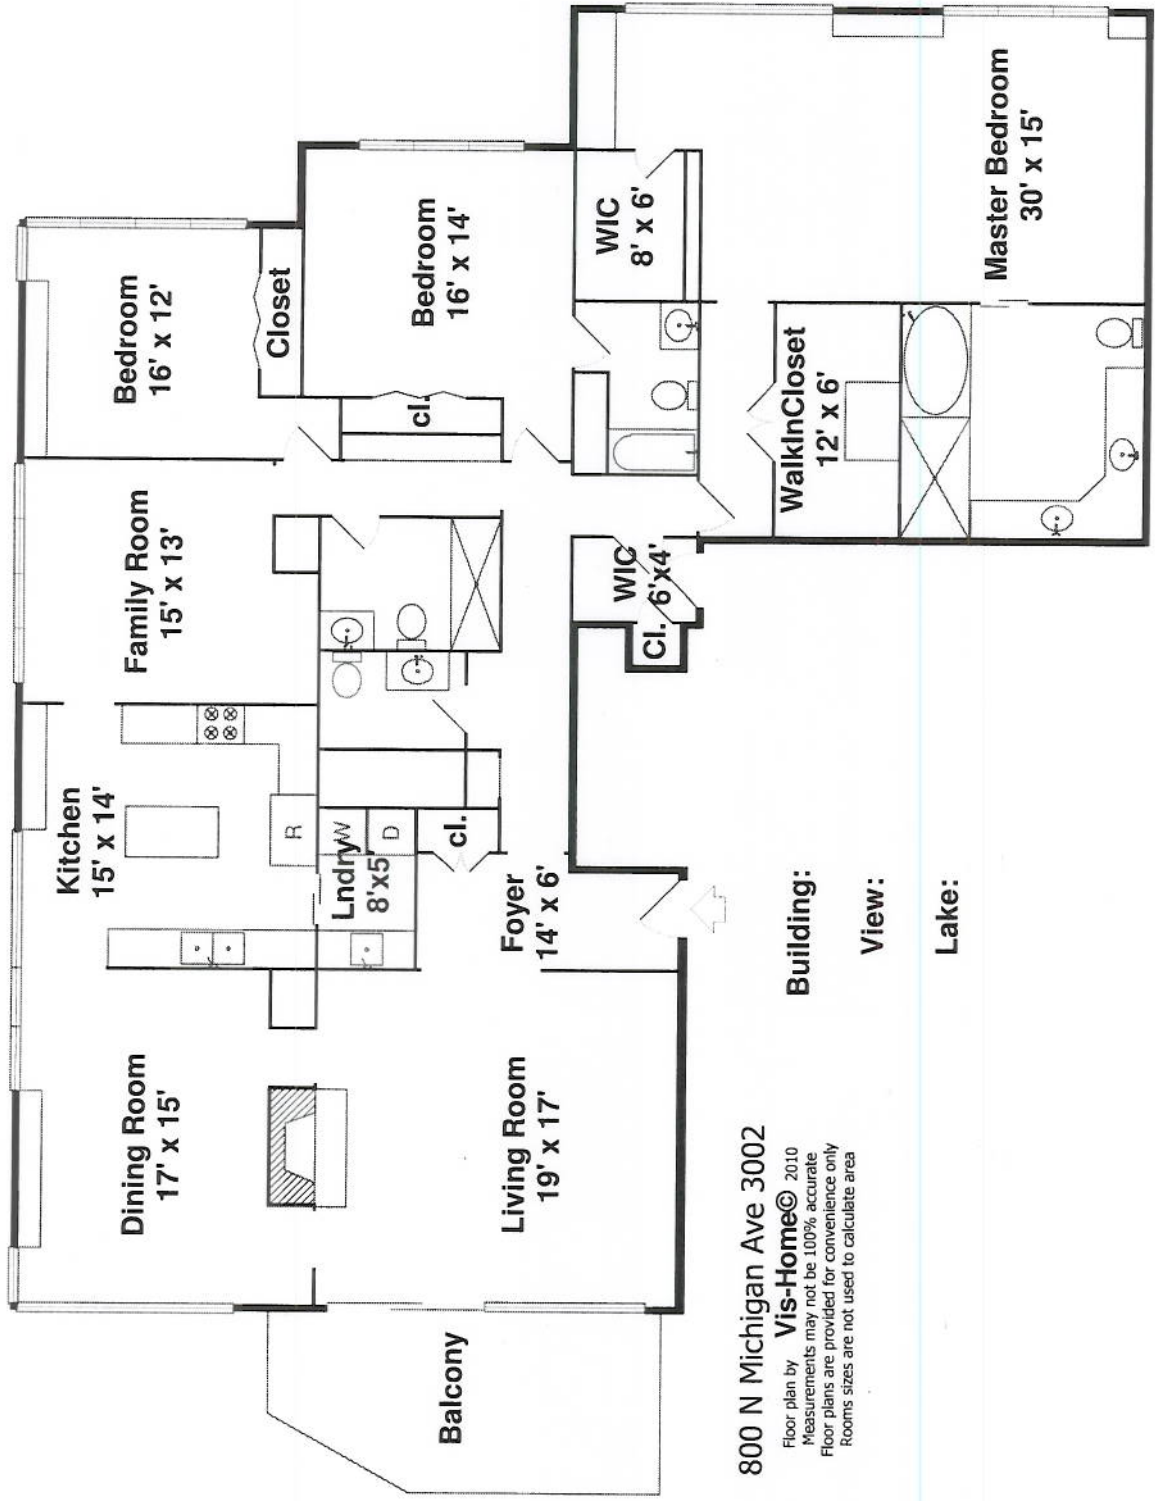 Balcony
Dining Room
17' x 15'
Living Room
19' x 17'
Kitchen
15' x 14'
R
Lndry
8'x5
W
D
cl.
Foyer
14' x 6'
Family Room
15' x 13'
Bedroom
16' x 12'
Closet
Bedroom
16' x 14'
cl.
WIC
8' x 6'
WIC
6'x4'
Cl.
WalkInCloset
12' x 6'
Master Bedroom
30' x 15'
Building:
View:
Lake:
800 N Michigan Ave 3002
Floor plan by Vis-Home© 2010
Measurements may not be 100% accurate
Floor plans are provided for convenience only
Rooms sizes are not used to calculate area